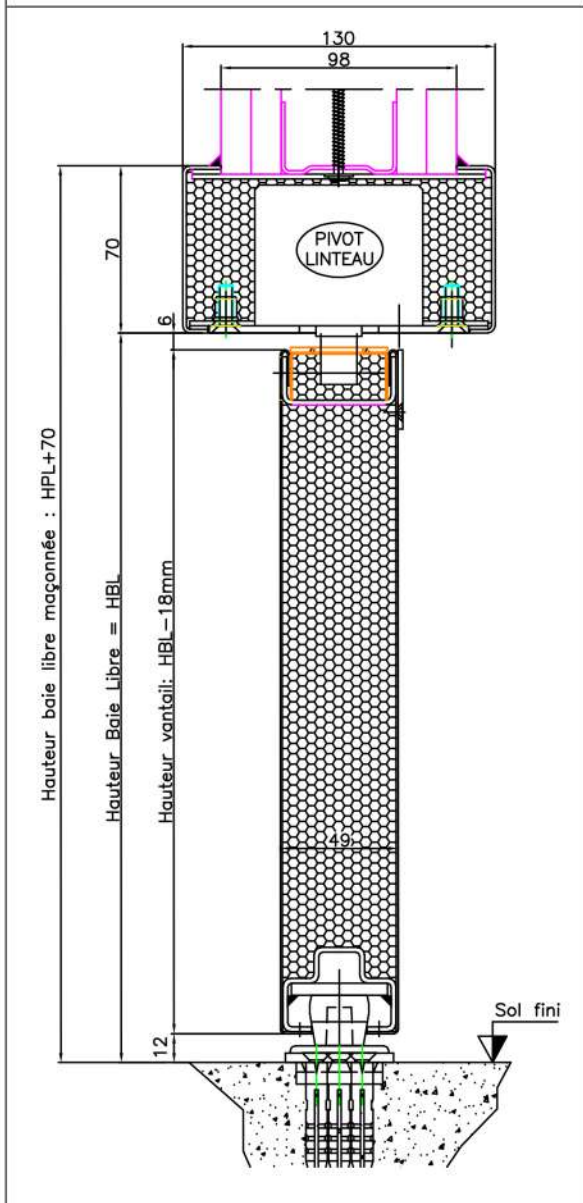 130
98
PIVOT
LINTEAU
70
6
Hauteur baie libre maçonnée : HPL+70
Hauteur Baie Libre = HBL
Hauteur vantail: HBL-18mm
49
Sol fini
12